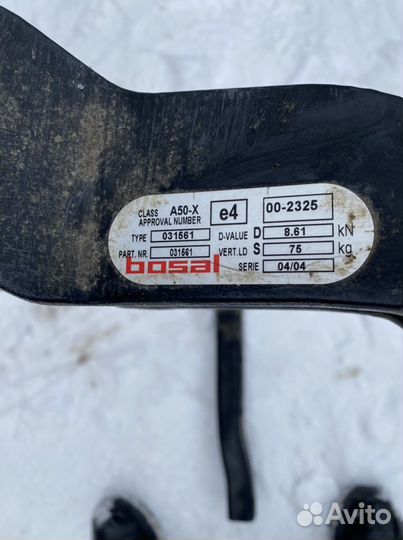 CLASS A50-X e4 00-2325
APPROVAL NUMBER
TYPE 031561 D-VALUE D 8.61 kN
PART. NR. 031561 VERT.LD S 75 kg
bosal SERIE 04/04
Avito